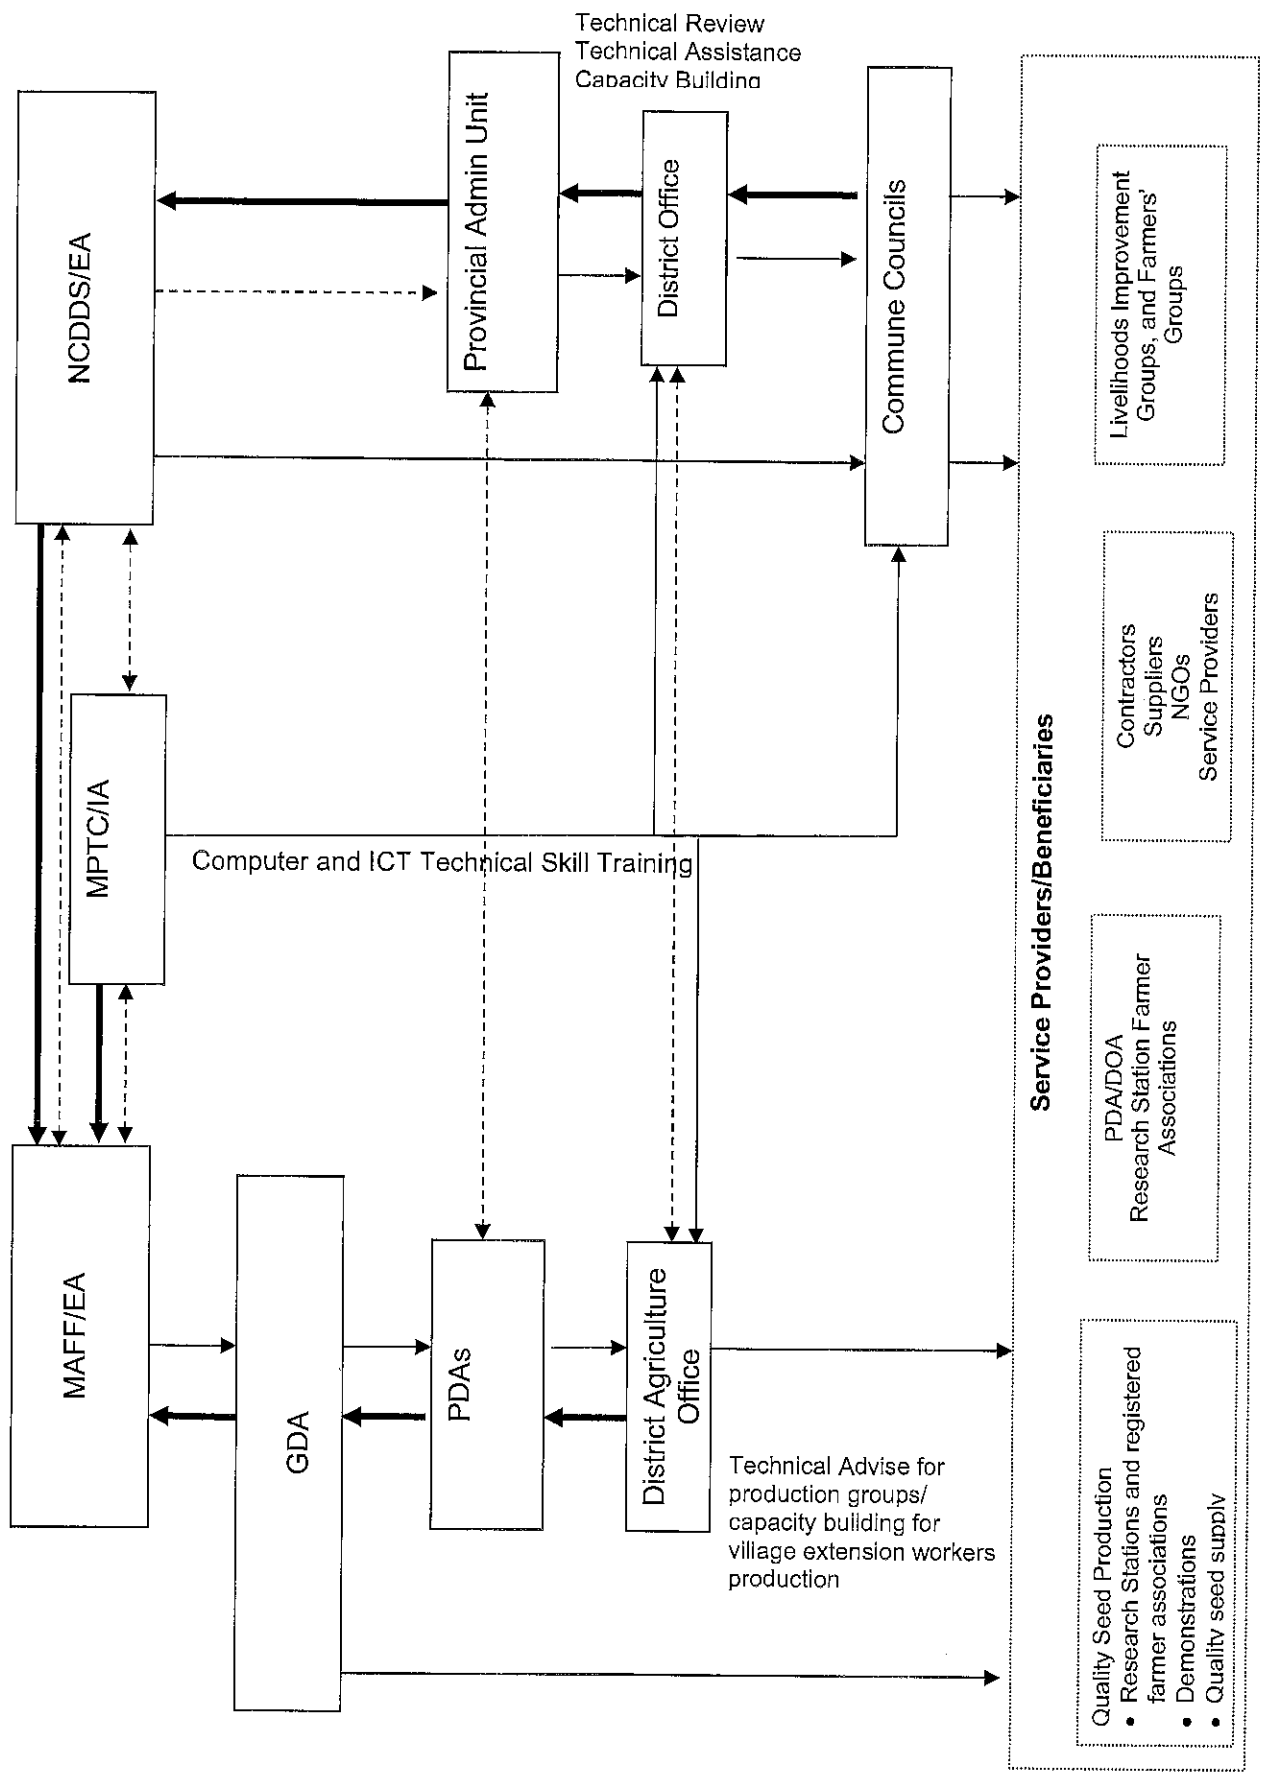 Technical Review
Technical Assistance
Capacity Building
NCDDS/EA
Provincial Admin Unit
District Office
Commune Councils
Livelihoods Improvement
Groups, and Farmers'
Groups
MPTC/IA
Computer and ICT Technical Skill Training
Contractors
Suppliers
NGOs
Service Providers
Service Providers/Beneficiaries
PDA/DOA
Research Station Farmer
Associations
MAFF/EA
GDA
PDAs
District Agriculture
Office
Technical Advise for
production groups/
capacity building for
village extension workers
production
Quality Seed Production
• Research Stations and registered
farmer associations
• Demonstrations
• Quality seed supply